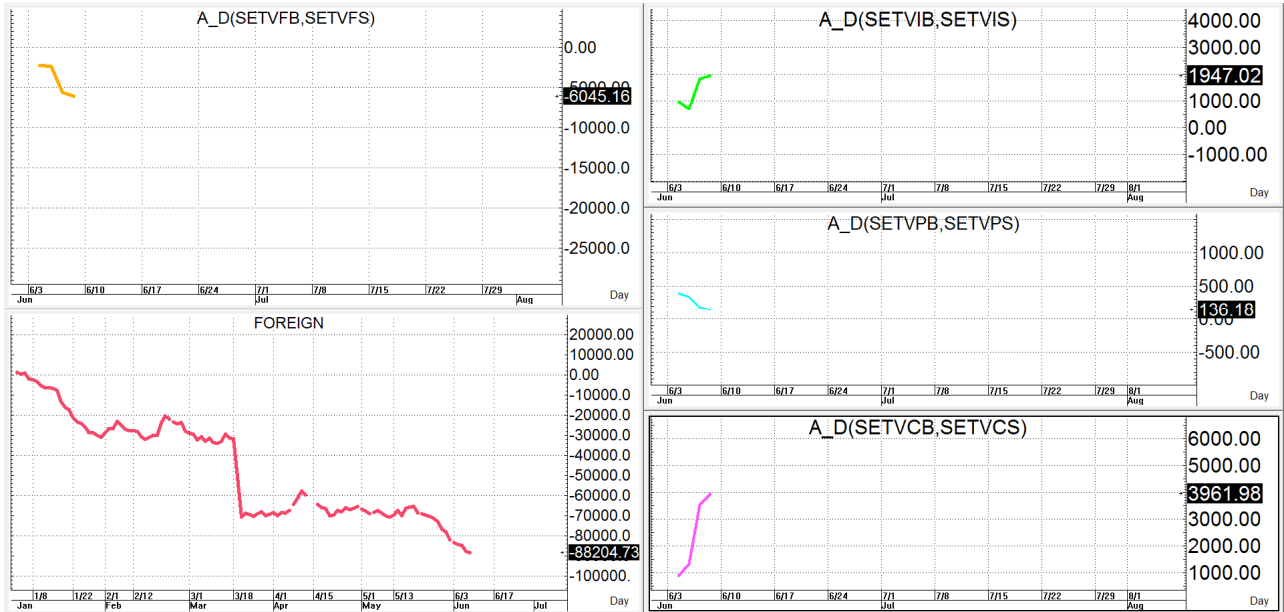 A_D(SETVFB,SETVFS)
0.00
-6045.16
-10000.0
-15000.0
-20000.0
-25000.0
6/3 6/10 6/17 6/24 7/1 7/8 7/15 7/22 7/29
Jun Jul Aug Day
FOREIGN
20000.00
10000.00
0.00
-10000.0
-20000.0
-30000.0
-40000.0
-50000.0
-60000.0
-70000.0
-80000.0
-88204.73
-100000.
1/8 1/22 2/1 2/12 3/1 3/18 4/1 4/15 5/2 5/13 6/3 6/17
Jan Feb Mar Apr May Jun Jul Day
A_D(SETVIB,SETVIS)
4000.00
3000.00
1947.02
1000.00
0.00
-1000.00
6/3 6/10 6/17 6/24 7/1 7/8 7/15 7/22 7/29 8/1
Jun Jul Aug Day
A_D(SETVPB,SETVPS)
1000.00
500.00
136.18
0.00
-500.00
6/3 6/10 6/17 6/24 7/1 7/8 7/15 7/22 7/29 8/1
Jun Jul Aug Day
A_D(SETVCB,SETVCS)
6000.00
5000.00
3961.98
3000.00
2000.00
1000.00
6/3 6/10 6/17 6/24 7/1 7/8 7/15 7/22 7/29 8/1
Jun Jul Aug Day